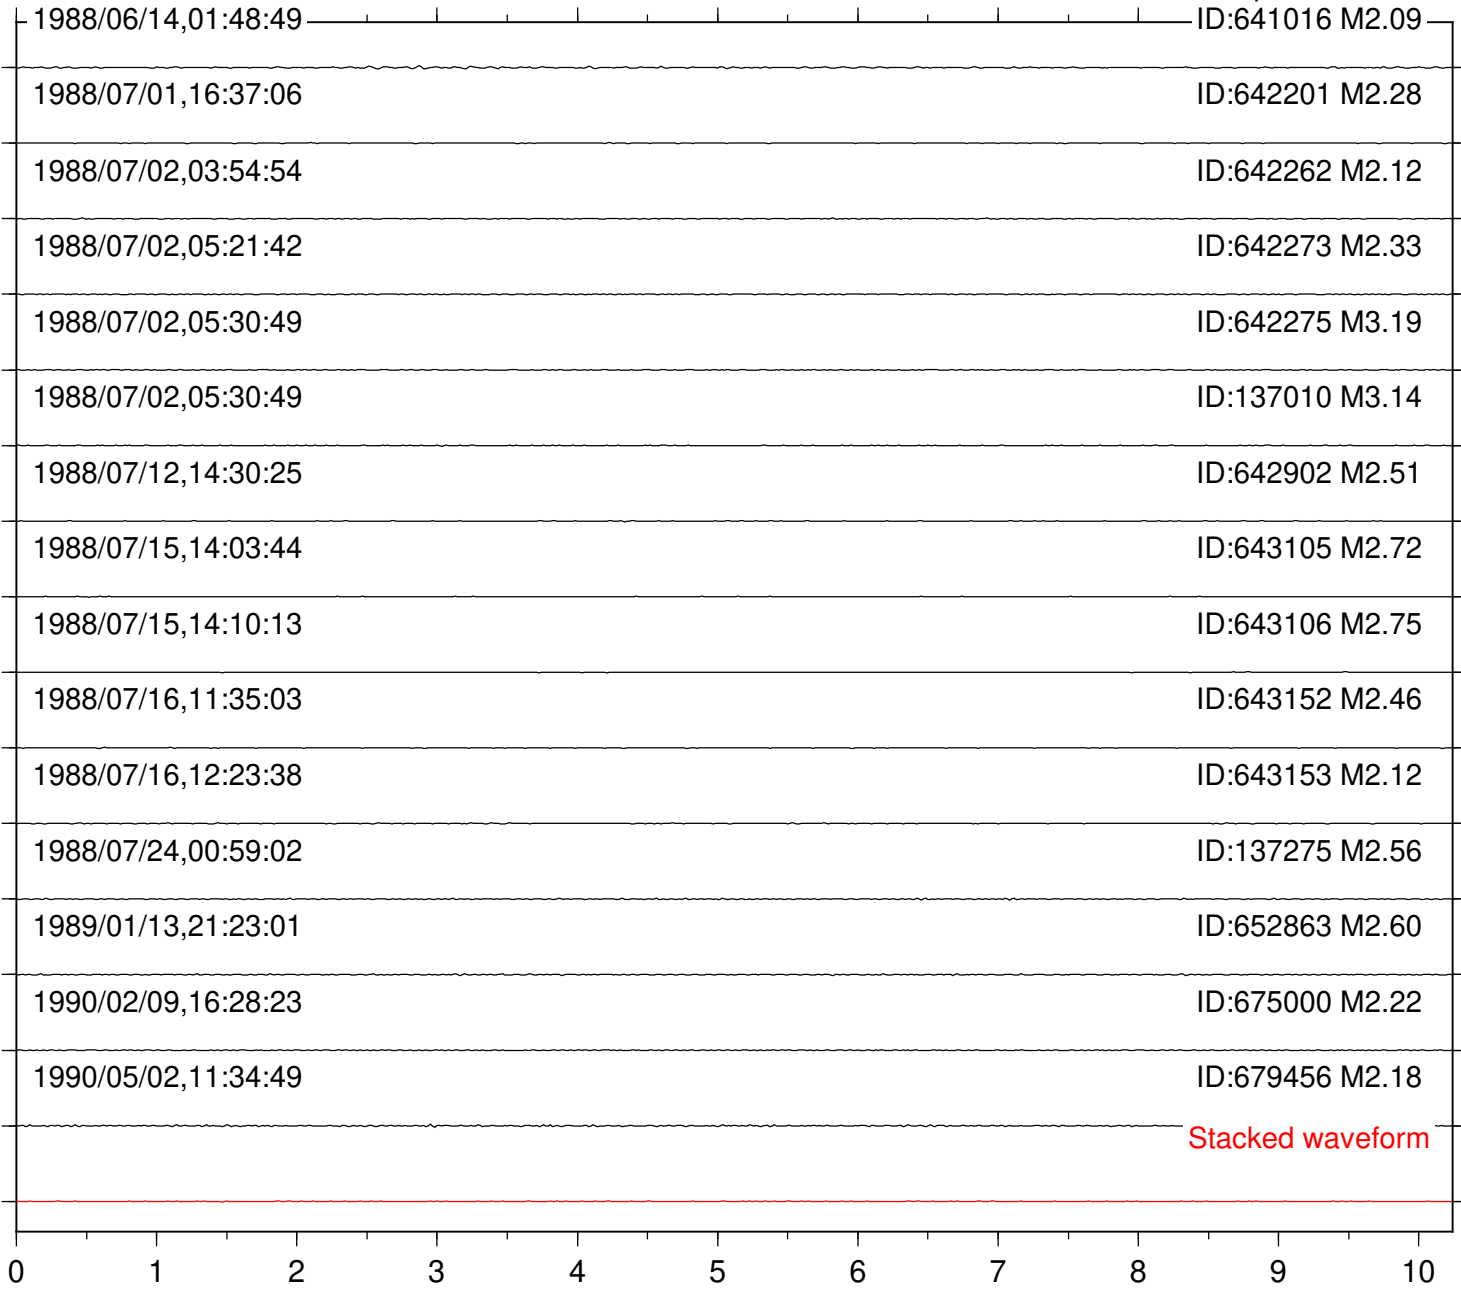 1988/06/14,01:48:49 ID:641016 M2.09
1988/07/01,16:37:06 ID:642201 M2.28
1988/07/02,03:54:54 ID:642262 M2.12
1988/07/02,05:21:42 ID:642273 M2.33
1988/07/02,05:30:49 ID:642275 M3.19
1988/07/02,05:30:49 ID:137010 M3.14
1988/07/12,14:30:25 ID:642902 M2.51
1988/07/15,14:03:44 ID:643105 M2.72
1988/07/15,14:10:13 ID:643106 M2.75
1988/07/16,11:35:03 ID:643152 M2.46
1988/07/16,12:23:38 ID:643153 M2.12
1988/07/24,00:59:02 ID:137275 M2.56
1989/01/13,21:23:01 ID:652863 M2.60
1990/02/09,16:28:23 ID:675000 M2.22
1990/05/02,11:34:49 ID:679456 M2.18
Stacked waveform
0 1 2 3 4 5 6 7 8 9 10